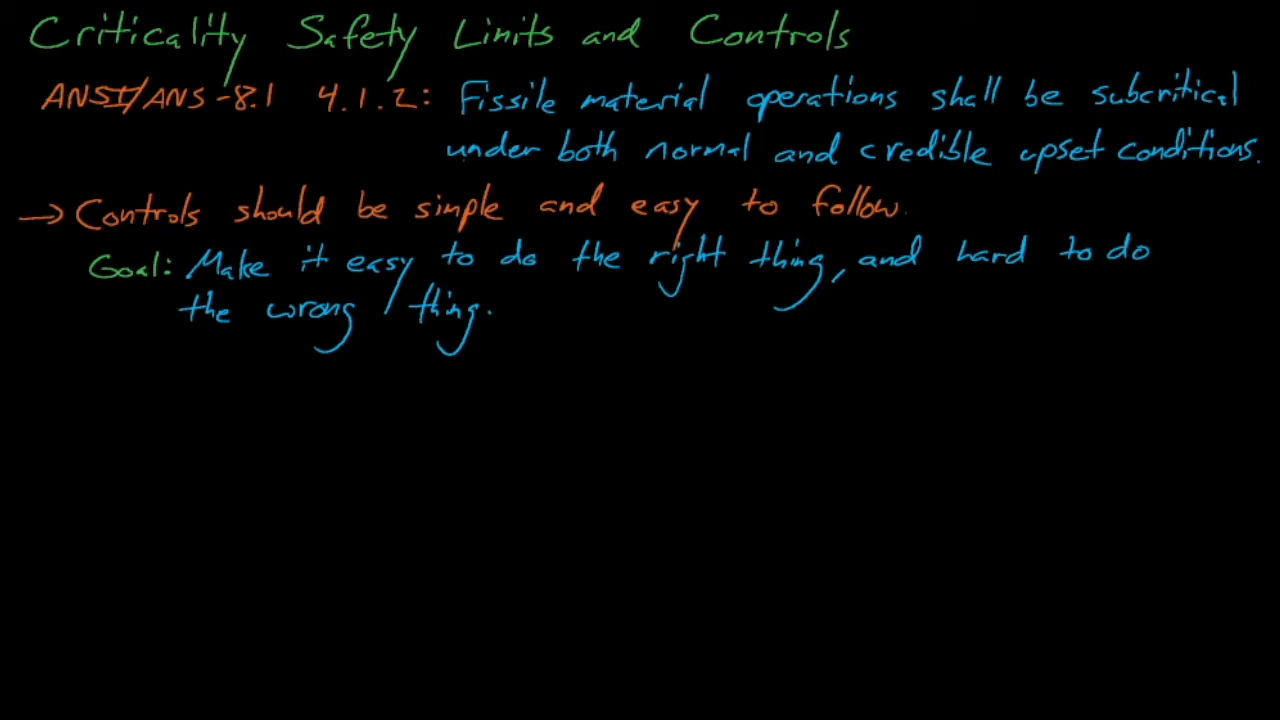 Criticality Safety Limits and Controls
ANSI/ANS-8.1 4.1.2: Fissile material operations shall be subcritical
under both normal and credible upset conditions.
→ Controls should be simple and easy to follow.
Goal: Make it easy to do the right thing, and hard to do
the wrong thing.